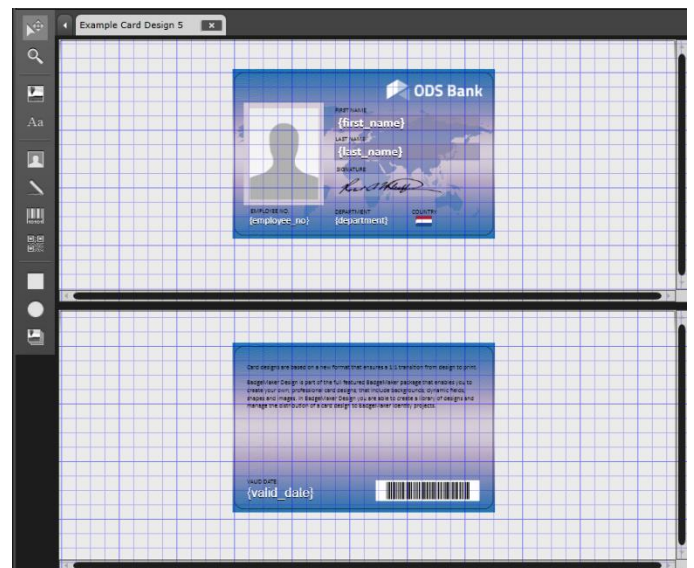 Example Card Design 5
Aa
ODS Bank
FIRST NAME
{first_name}
LAST NAME
{last_name}
SIGNATURE
EMPLOYEE NO.
DEPARTMENT
COUNTRY
{employee_no}
{department}
Card designs are based on a new format that ensures a 1:1 transition from design to print
BadgeMaker Design is part of the full featured BadgeMaker package that enables you to
create your own, professional card designs, that include backgrounds, dynamic fields,
shapes and images. In BadgeMaker Design you are able to create a library of designs and
manage the distribution of a card design to BadgeMaker Identity projects.
VALID DATE:
{valid_date}